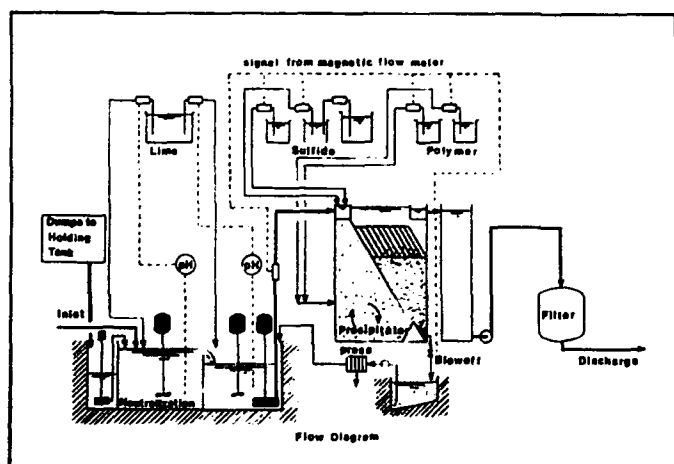 signal from magnetic flow meter
Lime
Sulfide
Polymer
Dumps to
Holding
Tank
pH
pH
Inlet
Precipitator
Filter
press
Blowoff
Discharge
Neutralization
Flow Diagram